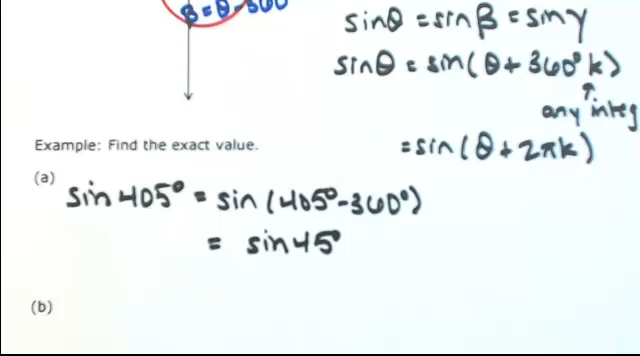 β = θ - 360
sinθ = sinβ = sinγ
sinθ = sin(θ + 360°k)
↑
any integ
= sin(θ + 2πk)
Example: Find the exact value.
(a) sin 405° = sin(405° - 360°)
= sin 45°
(b)